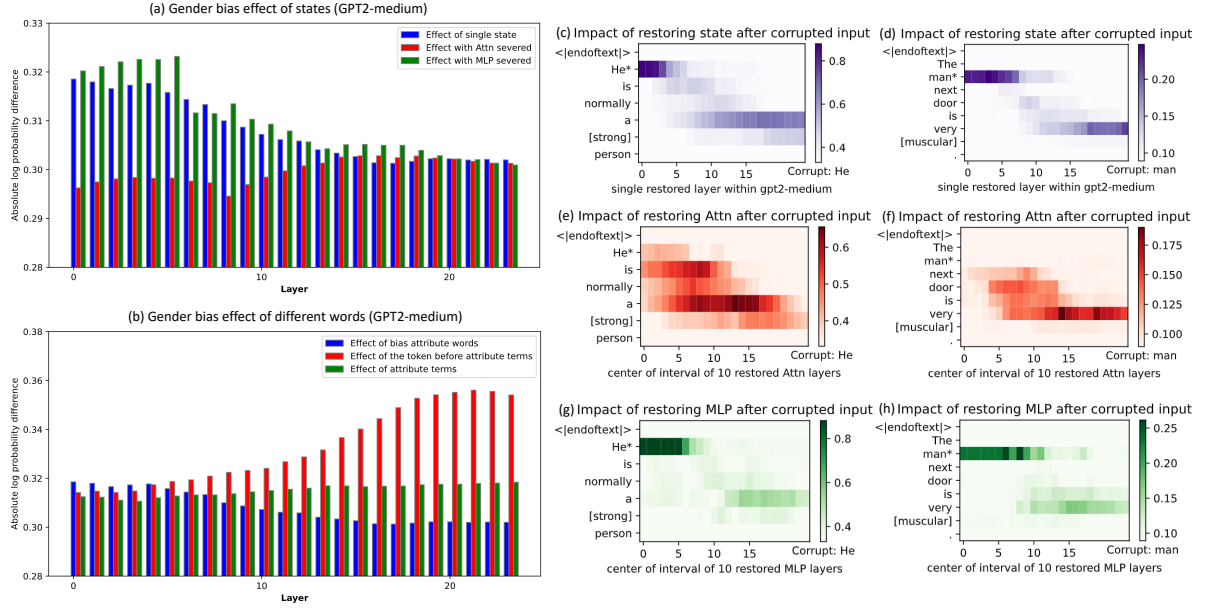 (a) Gender bias effect of states (GPT2-medium)
0.33
0.32
0.31
0.30
0.29
0.28
Absolute log probability difference
Effect of single state
Effect with Attn severed
Effect with MLP severed
0
10
20
Layer
(b) Gender bias effect of different words (GPT2-medium)
0.38
0.36
0.34
0.32
0.30
0.28
Absolute log probability difference
Effect of bias attribute words
Effect of the token before attribute terms
Effect of attribute terms
0
10
20
Layer
(c) Impact of restoring state after corrupted input
<|endoftext|>
He*
is
normally
a
[strong]
person
0.8
0.6
0.4
0
5
10
15
Corrupt: He
single restored layer within gpt2-medium
(d) Impact of restoring state after corrupted input
<|endoftext|>
The
man*
next
door
is
very
[muscular]
.
0.20
0.15
0.10
0
5
10
15
Corrupt: man
single restored layer within gpt2-medium
(e) Impact of restoring Attn after corrupted input
<|endoftext|>
He*
is
normally
a
[strong]
person
0.6
0.5
0.4
0
5
10
15
Corrupt: He
center of interval of 10 restored Attn layers
(f) Impact of restoring Attn after corrupted input
<|endoftext|>
The
man*
next
door
is
very
[muscular]
.
0.175
0.150
0.125
0.100
0
5
10
15
Corrupt: man
center of interval of 10 restored Attn layers
(g) Impact of restoring MLP after corrupted input
<|endoftext|>
He*
is
normally
a
[strong]
person
0.8
0.6
0.4
0
5
10
15
Corrupt: He
center of interval of 10 restored MLP layers
(h) Impact of restoring MLP after corrupted input
<|endoftext|>
The
man*
next
door
is
very
[muscular]
.
0.25
0.20
0.15
0.10
0
5
10
15
Corrupt: man
center of interval of 10 restored MLP layers